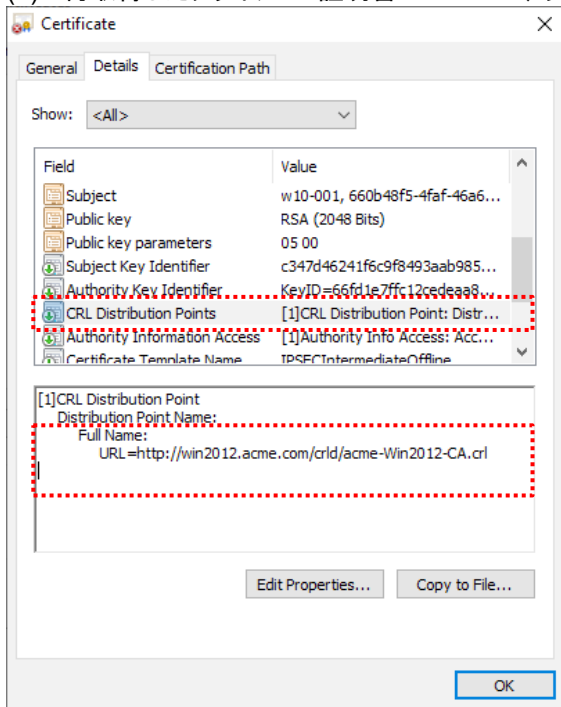 Certificate
General Details Certification Path
Show: <All>
Field Value
Subject w10-001, 660b48f5-4faf-46a6...
Public key RSA (2048 Bits)
Public key parameters 05 00
Subject Key Identifier c347d46241f6c9f8493aab985...
Authority Key Identifier KeyID=66fd1e7ffc12cedeaa8...
CRL Distribution Points [1]CRL Distribution Point: Distr...
Authority Information Access [1]Authority Info Access: Acc...
Certificate Template Name IPSECIntermediateOffline
[1]CRL Distribution Point
Distribution Point Name:
Full Name:
URL=http://win2012.acme.com/crld/acme-Win2012-CA.crl
Edit Properties... Copy to File...
OK